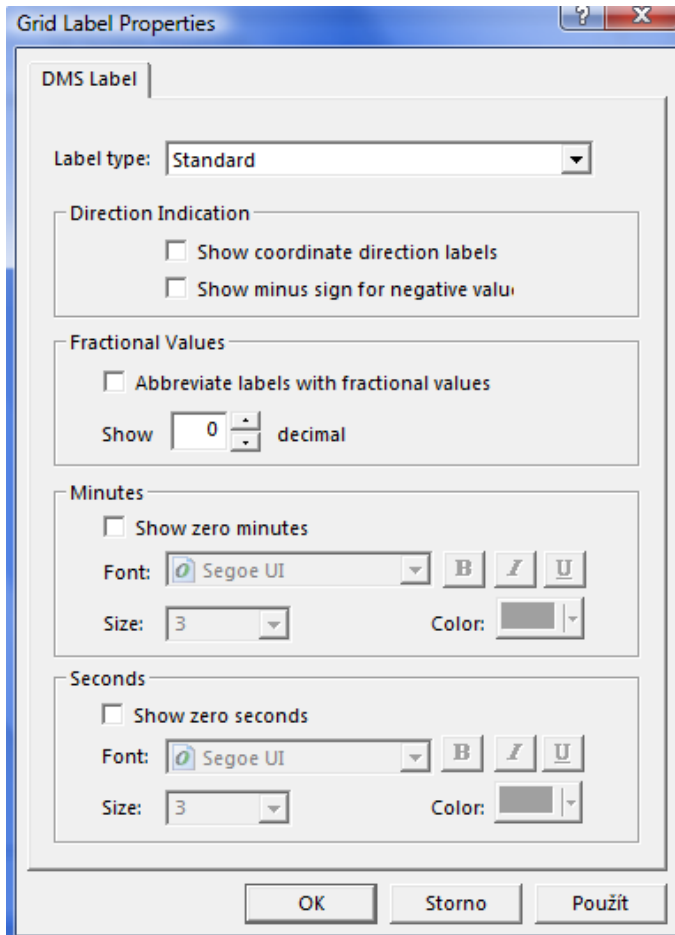 Grid Label Properties
DMS Label
Label type: Standard
Direction Indication
Show coordinate direction labels
Show minus sign for negative valu
Fractional Values
Abbreviate labels with fractional values
Show 0 decimal
Minutes
Show zero minutes
Font: Segoe UI B I U
Size: 3 Color:
Seconds
Show zero seconds
Font: Segoe UI B I U
Size: 3 Color:
OK Storno Použít